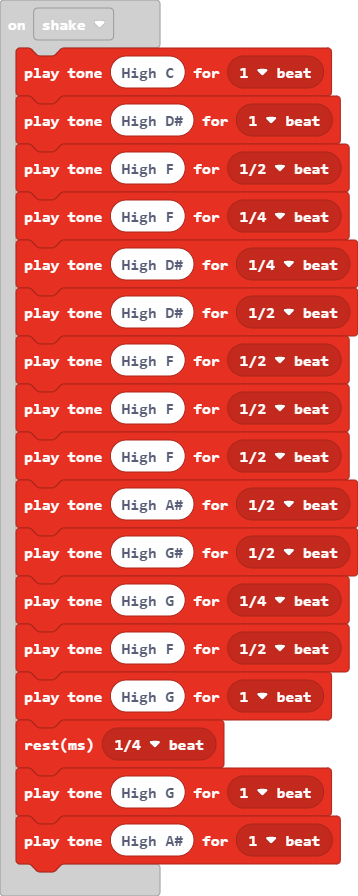 on shake
play tone High C for 1 beat
play tone High D# for 1 beat
play tone High F for 1/2 beat
play tone High F for 1/4 beat
play tone High D# for 1/4 beat
play tone High D# for 1/2 beat
play tone High F for 1/2 beat
play tone High F for 1/2 beat
play tone High F for 1/2 beat
play tone High A# for 1/2 beat
play tone High G# for 1/2 beat
play tone High G for 1/4 beat
play tone High F for 1/2 beat
play tone High G for 1 beat
rest(ms) 1/4 beat
play tone High G for 1 beat
play tone High A# for 1 beat